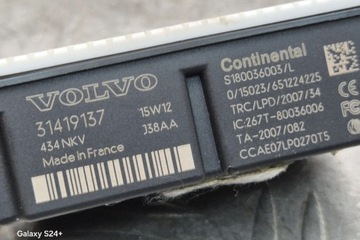 VOLVO
31419137
15W12
434 NKV
J38AA
Made in France
Continental
S180036003/L
0/15023/651224225
TRC/LPD/2007/34
IC:267T-80036006
TA-2007/082
CCAE07LP0270T5
Galaxy S24+